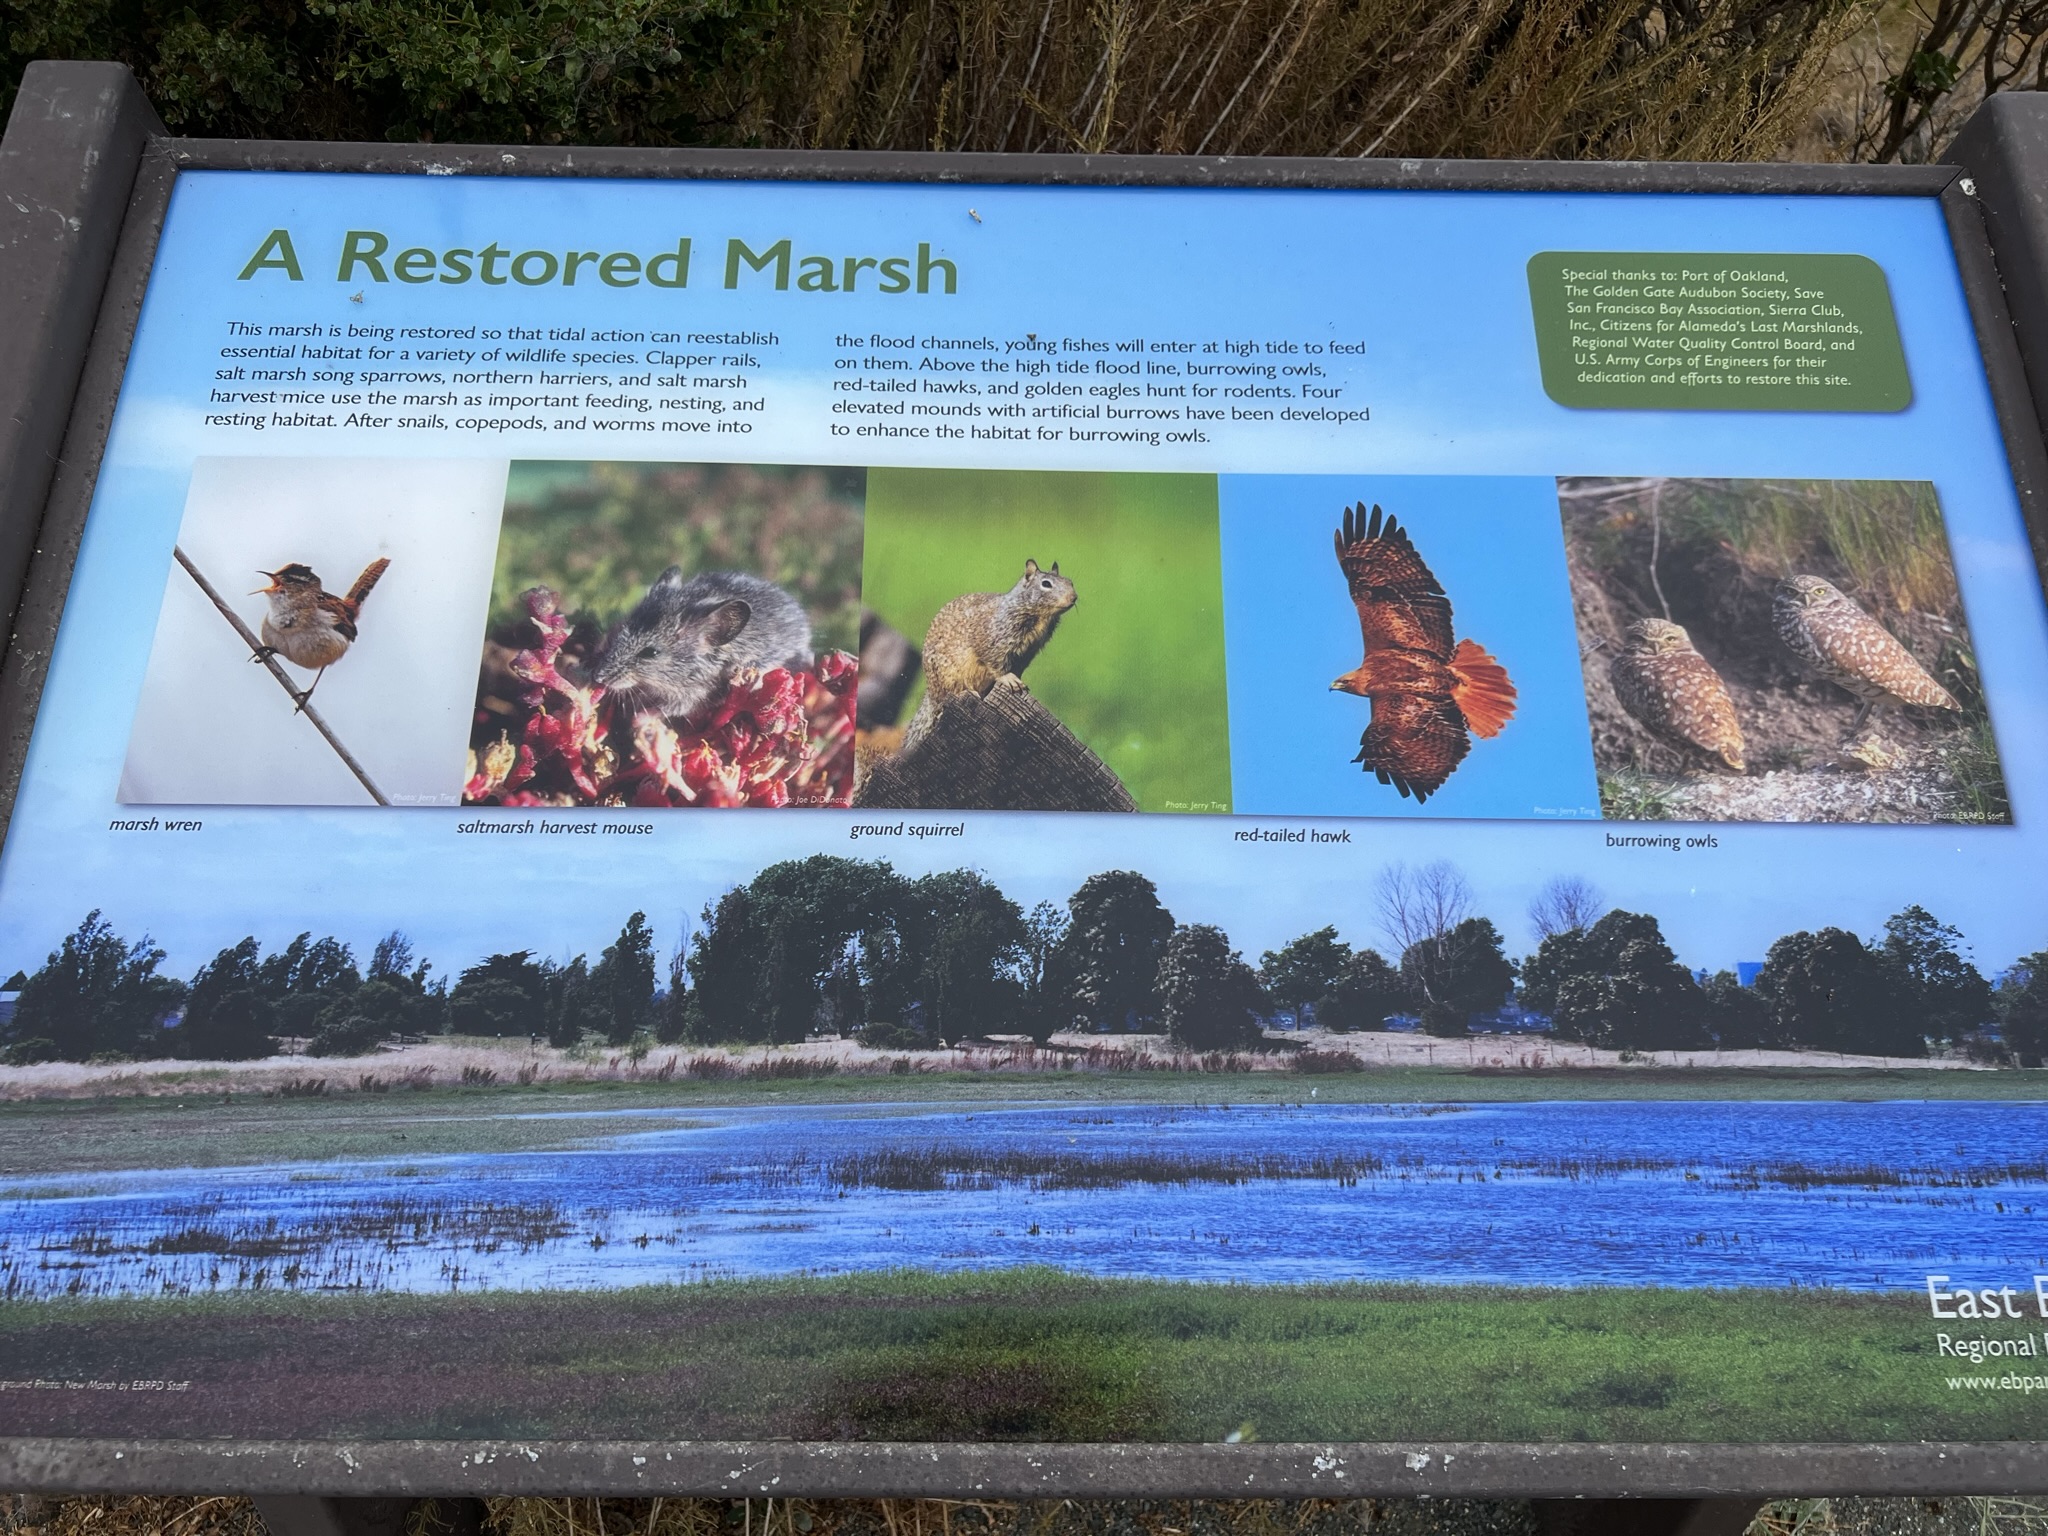 A Restored Marsh
This marsh is being restored so that tidal action can reestablish
essential habitat for a variety of wildlife species. Clapper rails,
salt marsh song sparrows, northern harriers, and salt marsh
harvest mice use the marsh as important feeding, nesting, and
resting habitat. After snails, copepods, and worms move into
the flood channels, young fishes will enter at high tide to feed
on them. Above the high tide flood line, burrowing owls,
red-tailed hawks, and golden eagles hunt for rodents. Four
elevated mounds with artificial burrows have been developed
to enhance the habitat for burrowing owls.
Special thanks to: Port of Oakland,
The Golden Gate Audubon Society, Save
San Francisco Bay Association, Sierra Club,
Inc., Citizens for Alameda's Last Marshlands,
Regional Water Quality Control Board, and
U.S. Army Corps of Engineers for their
dedication and efforts to restore this site.
Photo: Jerry Ting
Photo: Joe DiDonato
Photo: Jerry Ting
Photo: Jerry Ting
Photo: EBRPD Staff
marsh wren
saltmarsh harvest mouse
ground squirrel
red-tailed hawk
burrowing owls
East
Regional
www.ebpa
ground Photo: New Marsh by EBRPD Staff